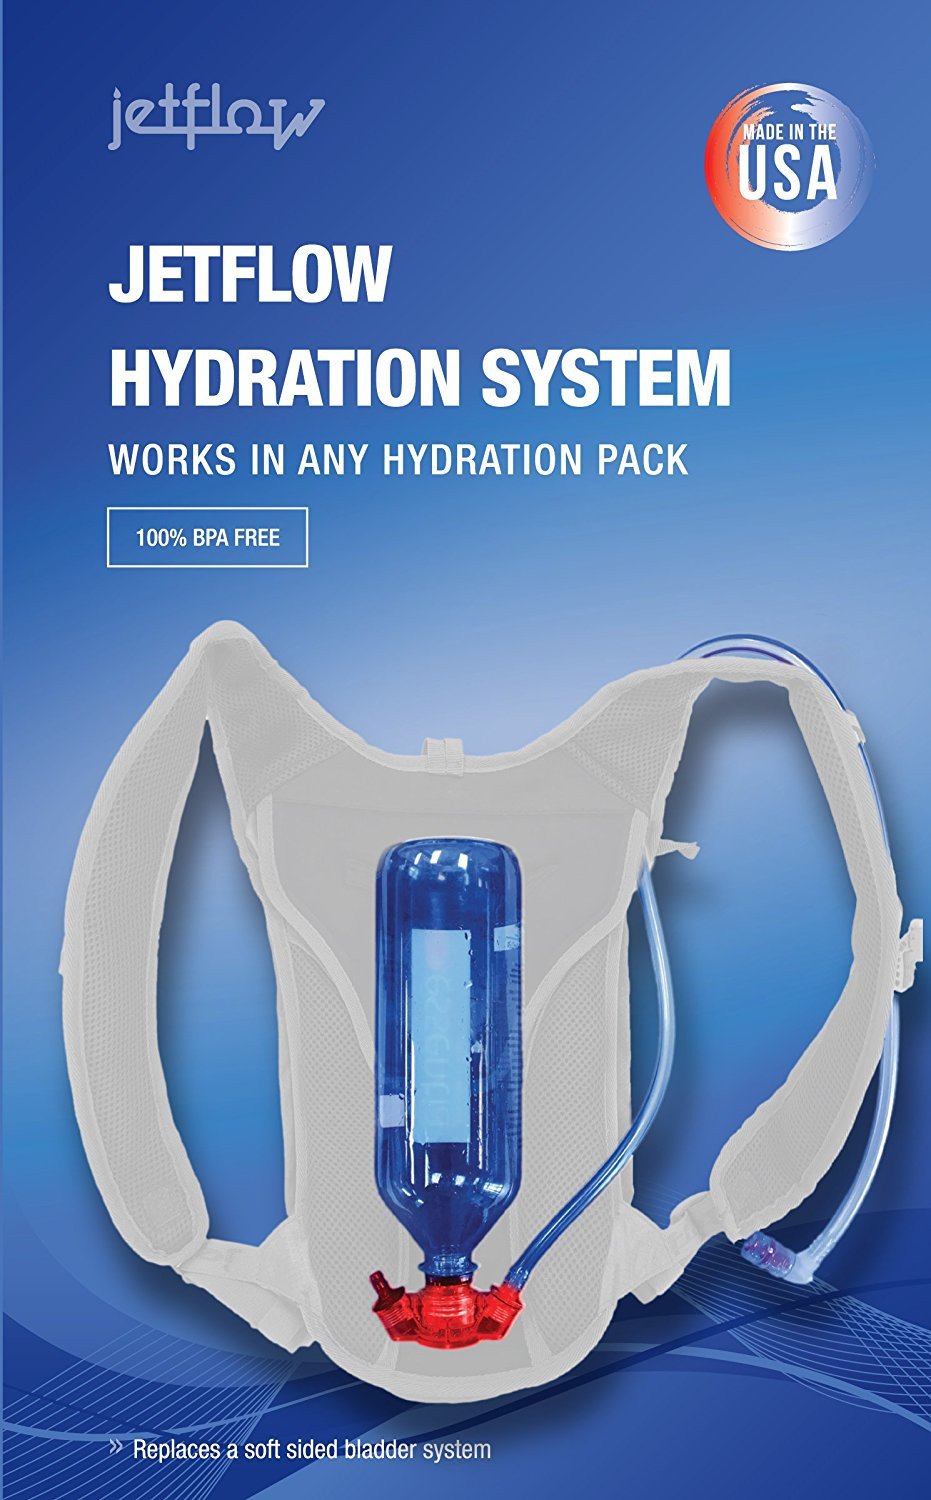 jetflow
MADE IN THE
USA
JETFLOW
HYDRATION SYSTEM
WORKS IN ANY HYDRATION PACK
100% BPA FREE
» Replaces a soft sided bladder system